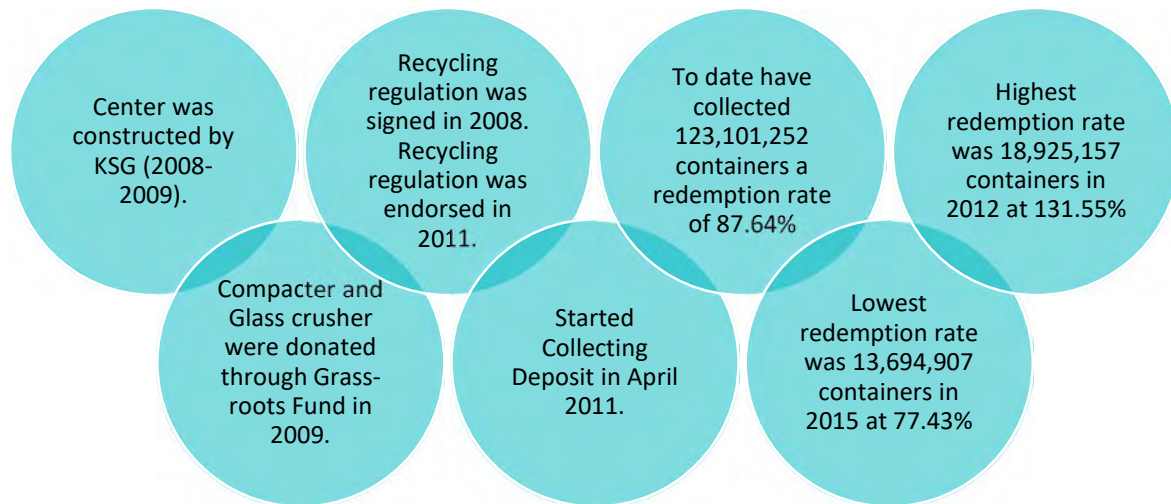 Center was
constructed by
KSG (2008-
2009).
Compacter and
Glass crusher
were donated
through Grass-
roots Fund in
2009.
Recycling
regulation was
signed in 2008.
Recycling
regulation was
endorsed in
2011.
Started
Collecting
Deposit in April
2011.
To date have
collected
123,101,252
containers a
redemption rate
of 87.64%
Lowest
redemption rate
was 13,694,907
containers in
2015 at 77.43%
Highest
redemption rate
was 18,925,157
containers in
2012 at 131.55%